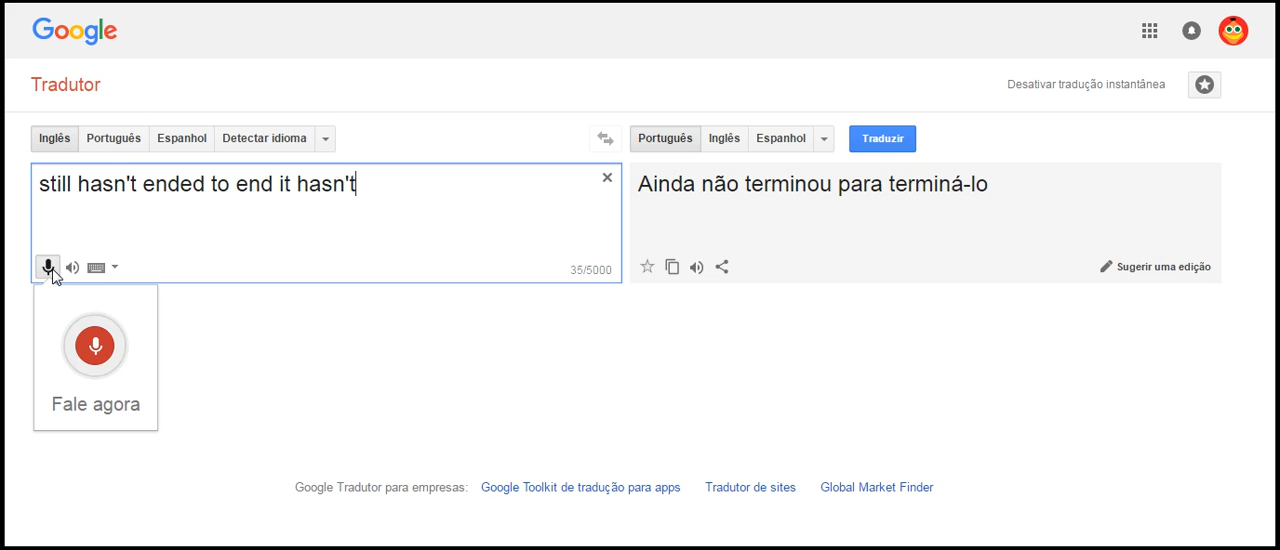 Google
Tradutor
Desativar tradução instantânea
Inglês Português Espanhol Detectar idioma
Português Inglês Espanhol
Traduzir
still hasn't ended to end it hasn't
35/5000
Ainda não terminou para terminá-lo
Sugerir uma edição
Fale agora
Google Tradutor para empresas: Google Toolkit de tradução para apps Tradutor de sites Global Market Finder